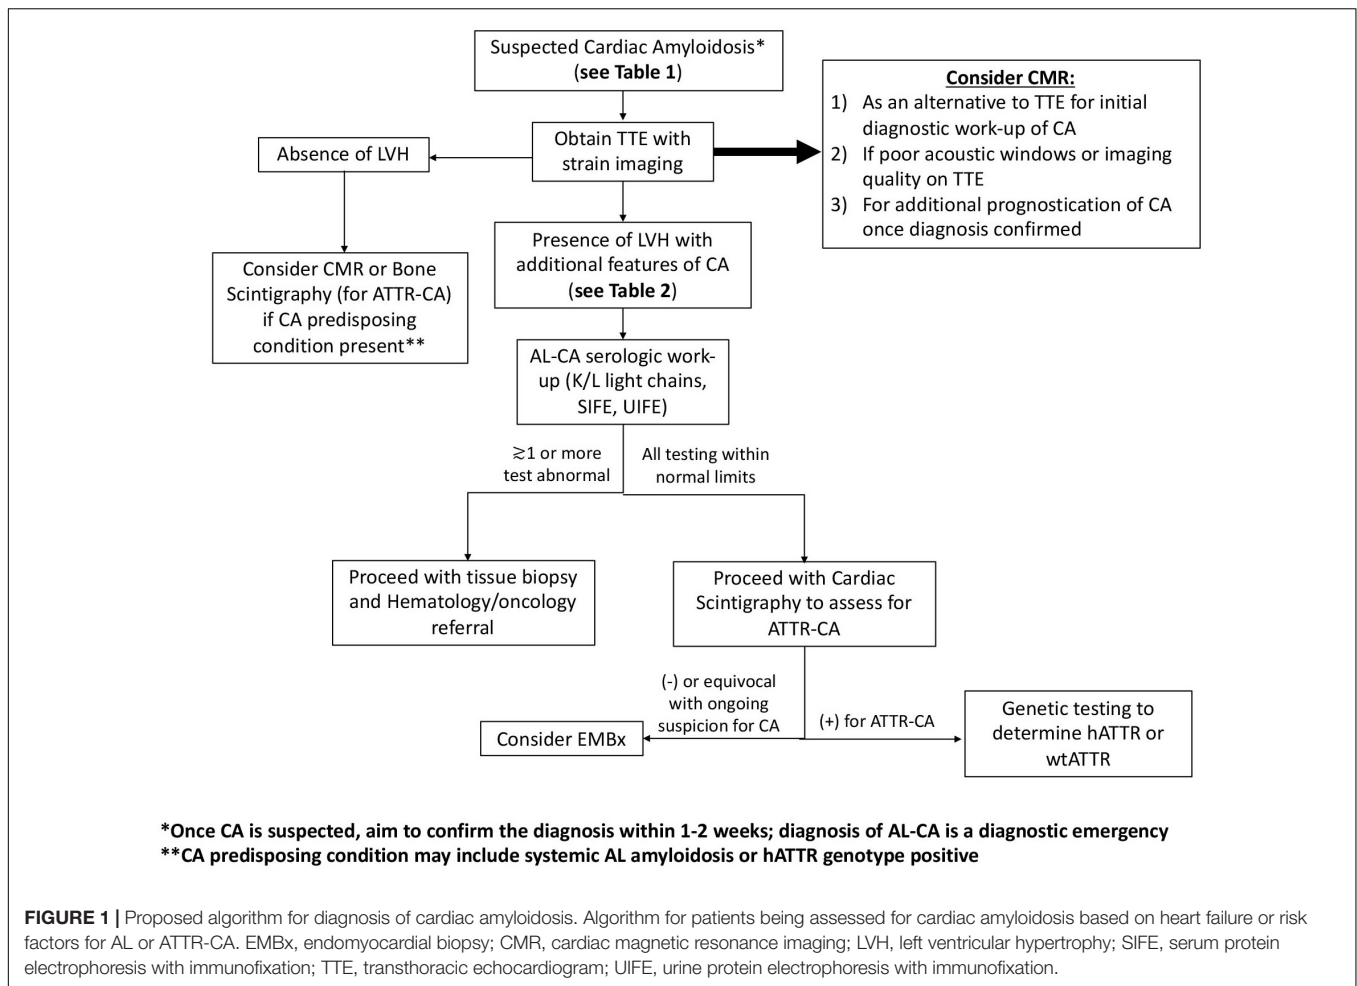 Suspected Cardiac Amyloidosis*
(see Table 1)
Consider CMR:
1) As an alternative to TTE for initial
diagnostic work-up of CA
2) If poor acoustic windows or imaging
quality on TTE
3) For additional prognostication of CA
once diagnosis confirmed
Obtain TTE with
strain imaging
Absence of LVH
Presence of LVH with
additional features of CA
(see Table 2)
Consider CMR or Bone
Scintigraphy (for ATTR-CA)
if CA predisposing
condition present**
AL-CA serologic work-
up (K/L light chains,
SIFE, UIFE)
≳1 or more
test abnormal
All testing within
normal limits
Proceed with tissue biopsy
and Hematology/oncology
referral
Proceed with Cardiac
Scintigraphy to assess for
ATTR-CA
(-) or equivocal
with ongoing
suspicion for CA
(+) for ATTR-CA
Consider EMBx
Genetic testing to
determine hATTR or
wtATTR
*Once CA is suspected, aim to confirm the diagnosis within 1-2 weeks; diagnosis of AL-CA is a diagnostic emergency
**CA predisposing condition may include systemic AL amyloidosis or hATTR genotype positive
FIGURE 1 | Proposed algorithm for diagnosis of cardiac amyloidosis. Algorithm for patients being assessed for cardiac amyloidosis based on heart failure or risk
factors for AL or ATTR-CA. EMBx, endomyocardial biopsy; CMR, cardiac magnetic resonance imaging; LVH, left ventricular hypertrophy; SIFE, serum protein
electrophoresis with immunofixation; TTE, transthoracic echocardiogram; UIFE, urine protein electrophoresis with immunofixation.